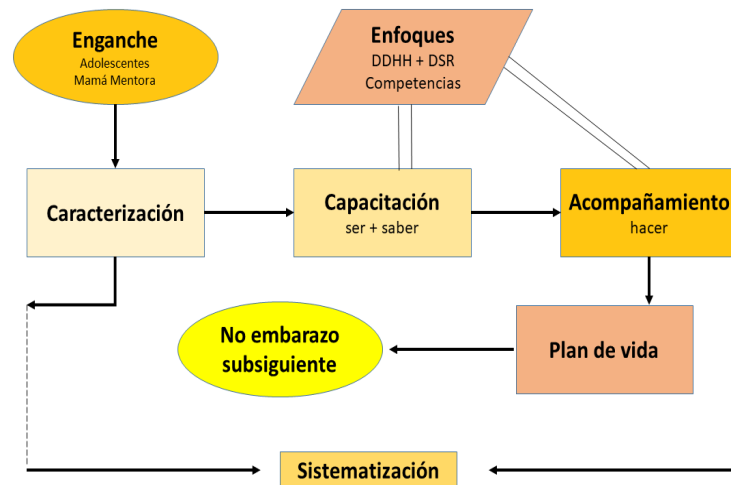 Enganche
Adolescentes
Mamá Mentora
Enfoques
DDHH + DSR
Competencias
Caracterización
Capacitación
ser + saber
Acompañamiento
hacer
No embarazo
subsiguiente
Plan de vida
Sistematización